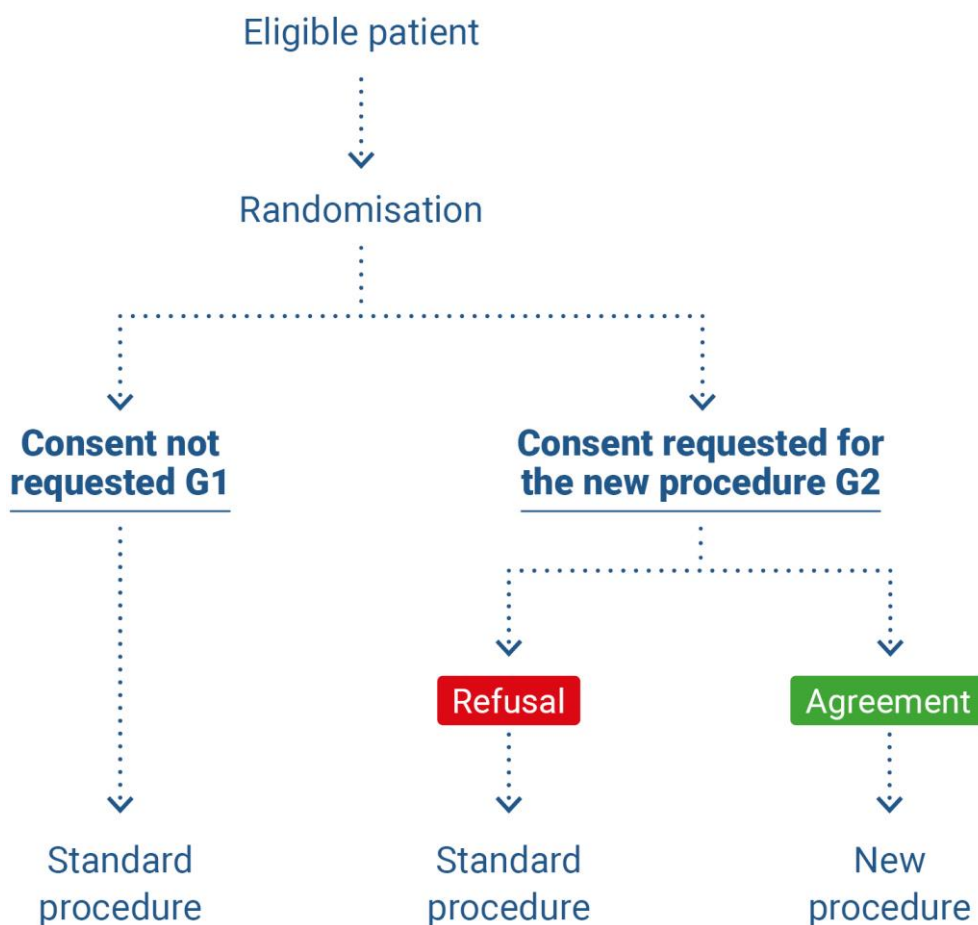 Eligible patient
Randomisation
Consent not
requested G1
Consent requested for
the new procedure G2
Refusal
Agreement
Standard
procedure
Standard
procedure
New
procedure